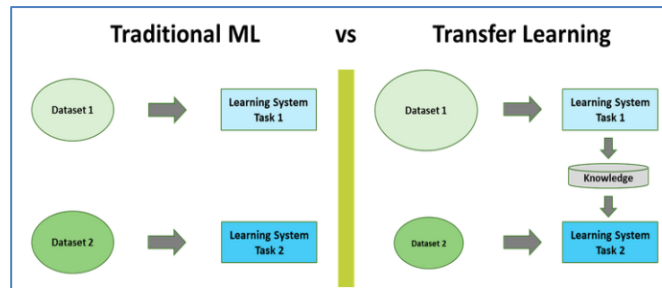 Traditional ML vs Transfer Learning
Dataset 1
Learning System
Task 1
Dataset 2
Learning System
Task 2
Dataset 1
Learning System
Task 1
Knowledge
Dataset 2
Learning System
Task 2